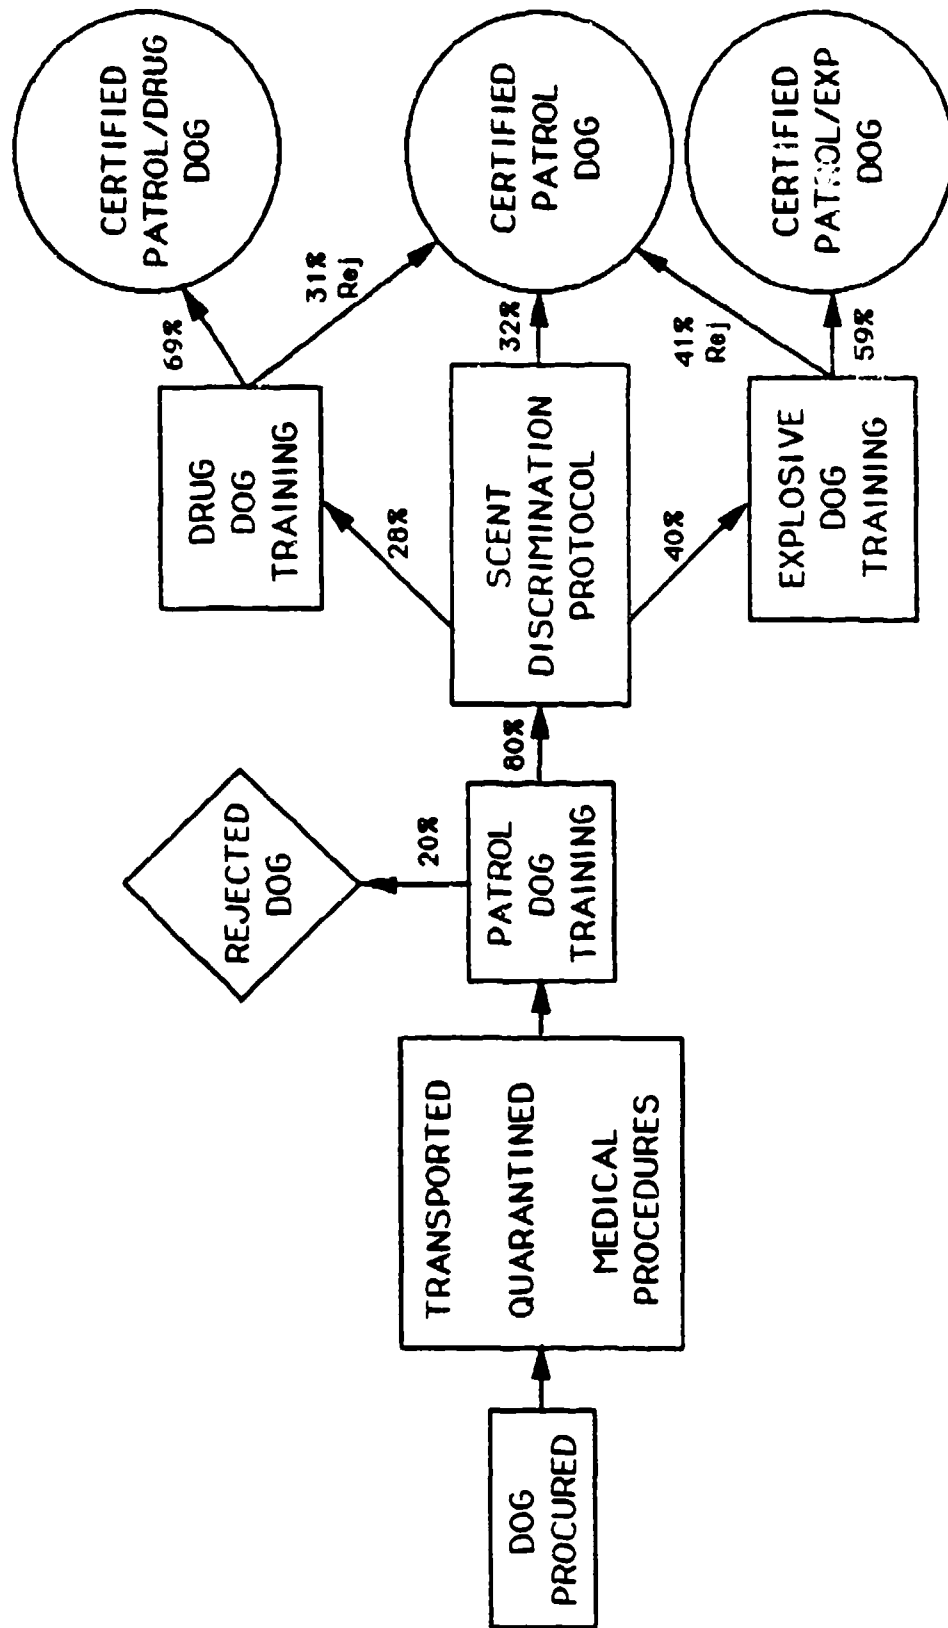 DOG
PROCURED
TRANSPORTED
QUARANTINED
MEDICAL
PROCEDURES
PATROL
DOG
TRAINING
20%
REJECTED
DOG
80%
SCENT
DISCRIMINATION
PROTOCOL
28%
DRUG
DOG
TRAINING
69%
CERTIFIED
PATROL/DRUG
DOG
31%
Rej
32%
CERTIFIED
PATROL
DOG
40%
EXPLOSIVE
DOG
TRAINING
41%
Rej
59%
CERTIFIED
PATROL/EXP
DOG